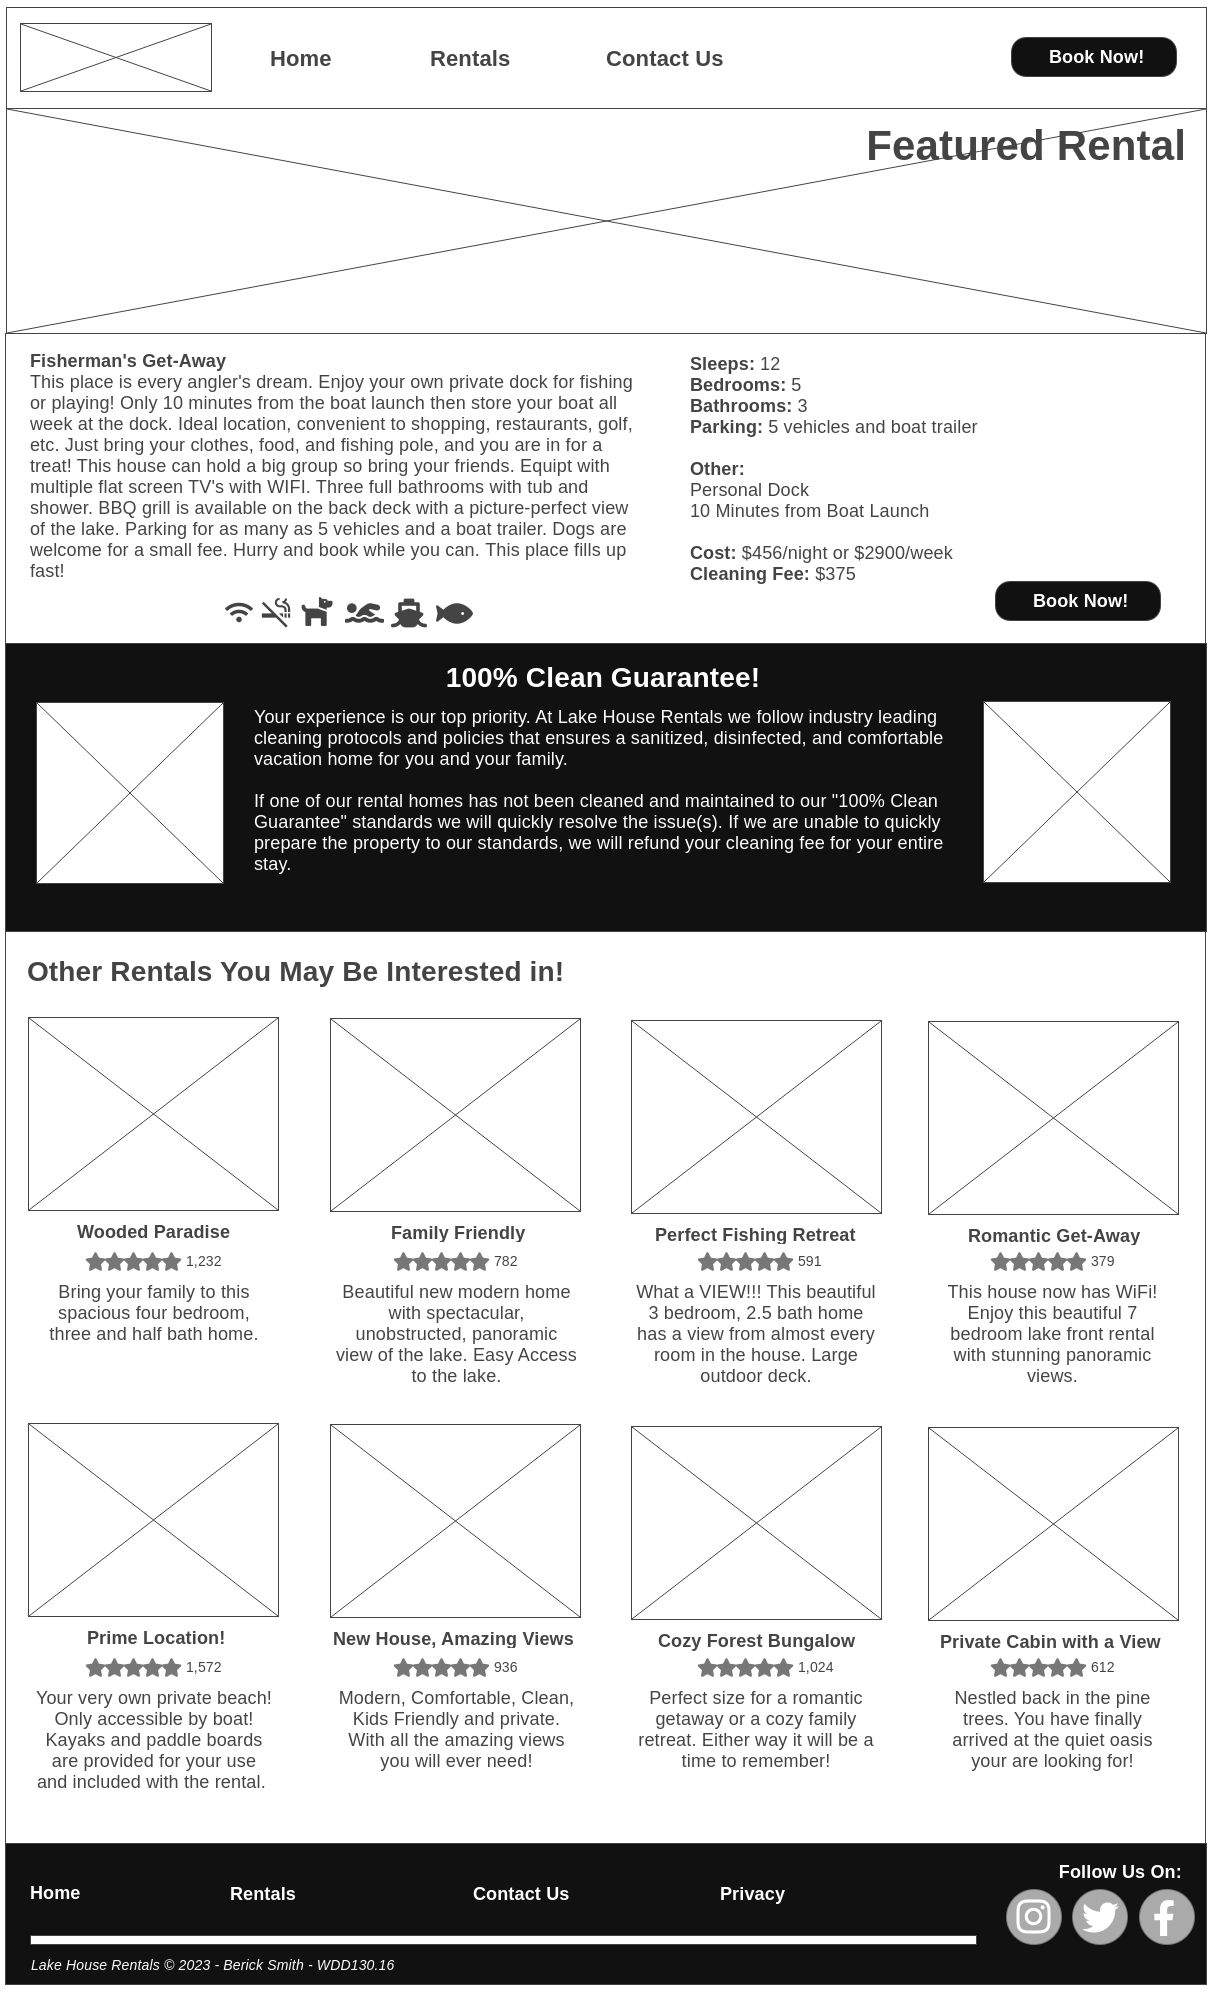 Home
Rentals
Contact Us
Book Now!
Featured Rental
Fisherman's Get-Away
This place is every angler's dream. Enjoy your own private dock for fishing
or playing! Only 10 minutes from the boat launch then store your boat all
week at the dock. Ideal location, convenient to shopping, restaurants, golf,
etc. Just bring your clothes, food, and fishing pole, and you are in for a
treat! This house can hold a big group so bring your friends. Equipt with
multiple flat screen TV's with WIFI. Three full bathrooms with tub and
shower. BBQ grill is available on the back deck with a picture-perfect view
of the lake. Parking for as many as 5 vehicles and a boat trailer. Dogs are
welcome for a small fee. Hurry and book while you can. This place fills up
fast!
Sleeps: 12
Bedrooms: 5
Bathrooms: 3
Parking: 5 vehicles and boat trailer
Other:
Personal Dock
10 Minutes from Boat Launch
Cost: $456/night or $2900/week
Cleaning Fee: $375
Book Now!
100% Clean Guarantee!
Your experience is our top priority. At Lake House Rentals we follow industry leading
cleaning protocols and policies that ensures a sanitized, disinfected, and comfortable
vacation home for you and your family.
If one of our rental homes has not been cleaned and maintained to our "100% Clean
Guarantee" standards we will quickly resolve the issue(s). If we are unable to quickly
prepare the property to our standards, we will refund your cleaning fee for your entire
stay.
Other Rentals You May Be Interested in!
Wooded Paradise
1,232
Bring your family to this
spacious four bedroom,
three and half bath home.
Family Friendly
782
Beautiful new modern home
with spectacular,
unobstructed, panoramic
view of the lake. Easy Access
to the lake.
Perfect Fishing Retreat
591
What a VIEW!!! This beautiful
3 bedroom, 2.5 bath home
has a view from almost every
room in the house. Large
outdoor deck.
Romantic Get-Away
379
This house now has WiFi!
Enjoy this beautiful 7
bedroom lake front rental
with stunning panoramic
views.
Prime Location!
1,572
Your very own private beach!
Only accessible by boat!
Kayaks and paddle boards
are provided for your use
and included with the rental.
New House, Amazing Views
936
Modern, Comfortable, Clean,
Kids Friendly and private.
With all the amazing views
you will ever need!
Cozy Forest Bungalow
1,024
Perfect size for a romantic
getaway or a cozy family
retreat. Either way it will be a
time to remember!
Private Cabin with a View
612
Nestled back in the pine
trees. You have finally
arrived at the quiet oasis
your are looking for!
Home
Rentals
Contact Us
Privacy
Follow Us On:
Lake House Rentals © 2023 - Berick Smith - WDD130.16